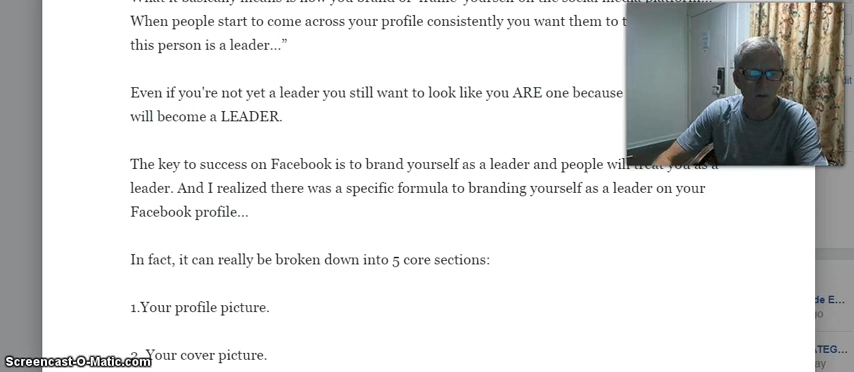 When people start to come across your profile consistently you want them to
this person is a leader...”
Even if you're not yet a leader you still want to look like you ARE one because
will become a LEADER.
The key to success on Facebook is to brand yourself as a leader and people will treat you as a
leader. And I realized there was a specific formula to branding yourself as a leader on your
Facebook profile...
In fact, it can really be broken down into 5 core sections:
1.Your profile picture.
2. Your cover picture.
Screencast-O-Matic.com